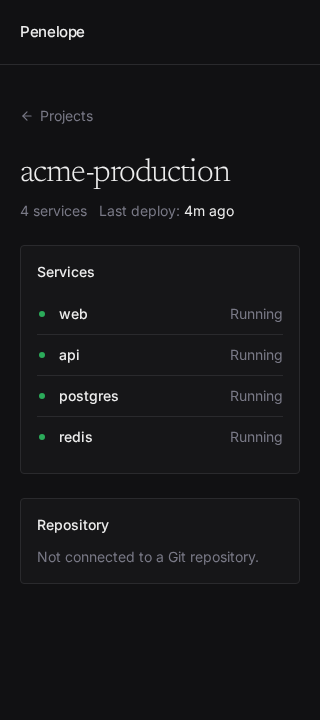 Penelope
← Projects
acme-production
4 services Last deploy: 4m ago
Services
web Running
api Running
postgres Running
redis Running
Repository
Not connected to a Git repository.